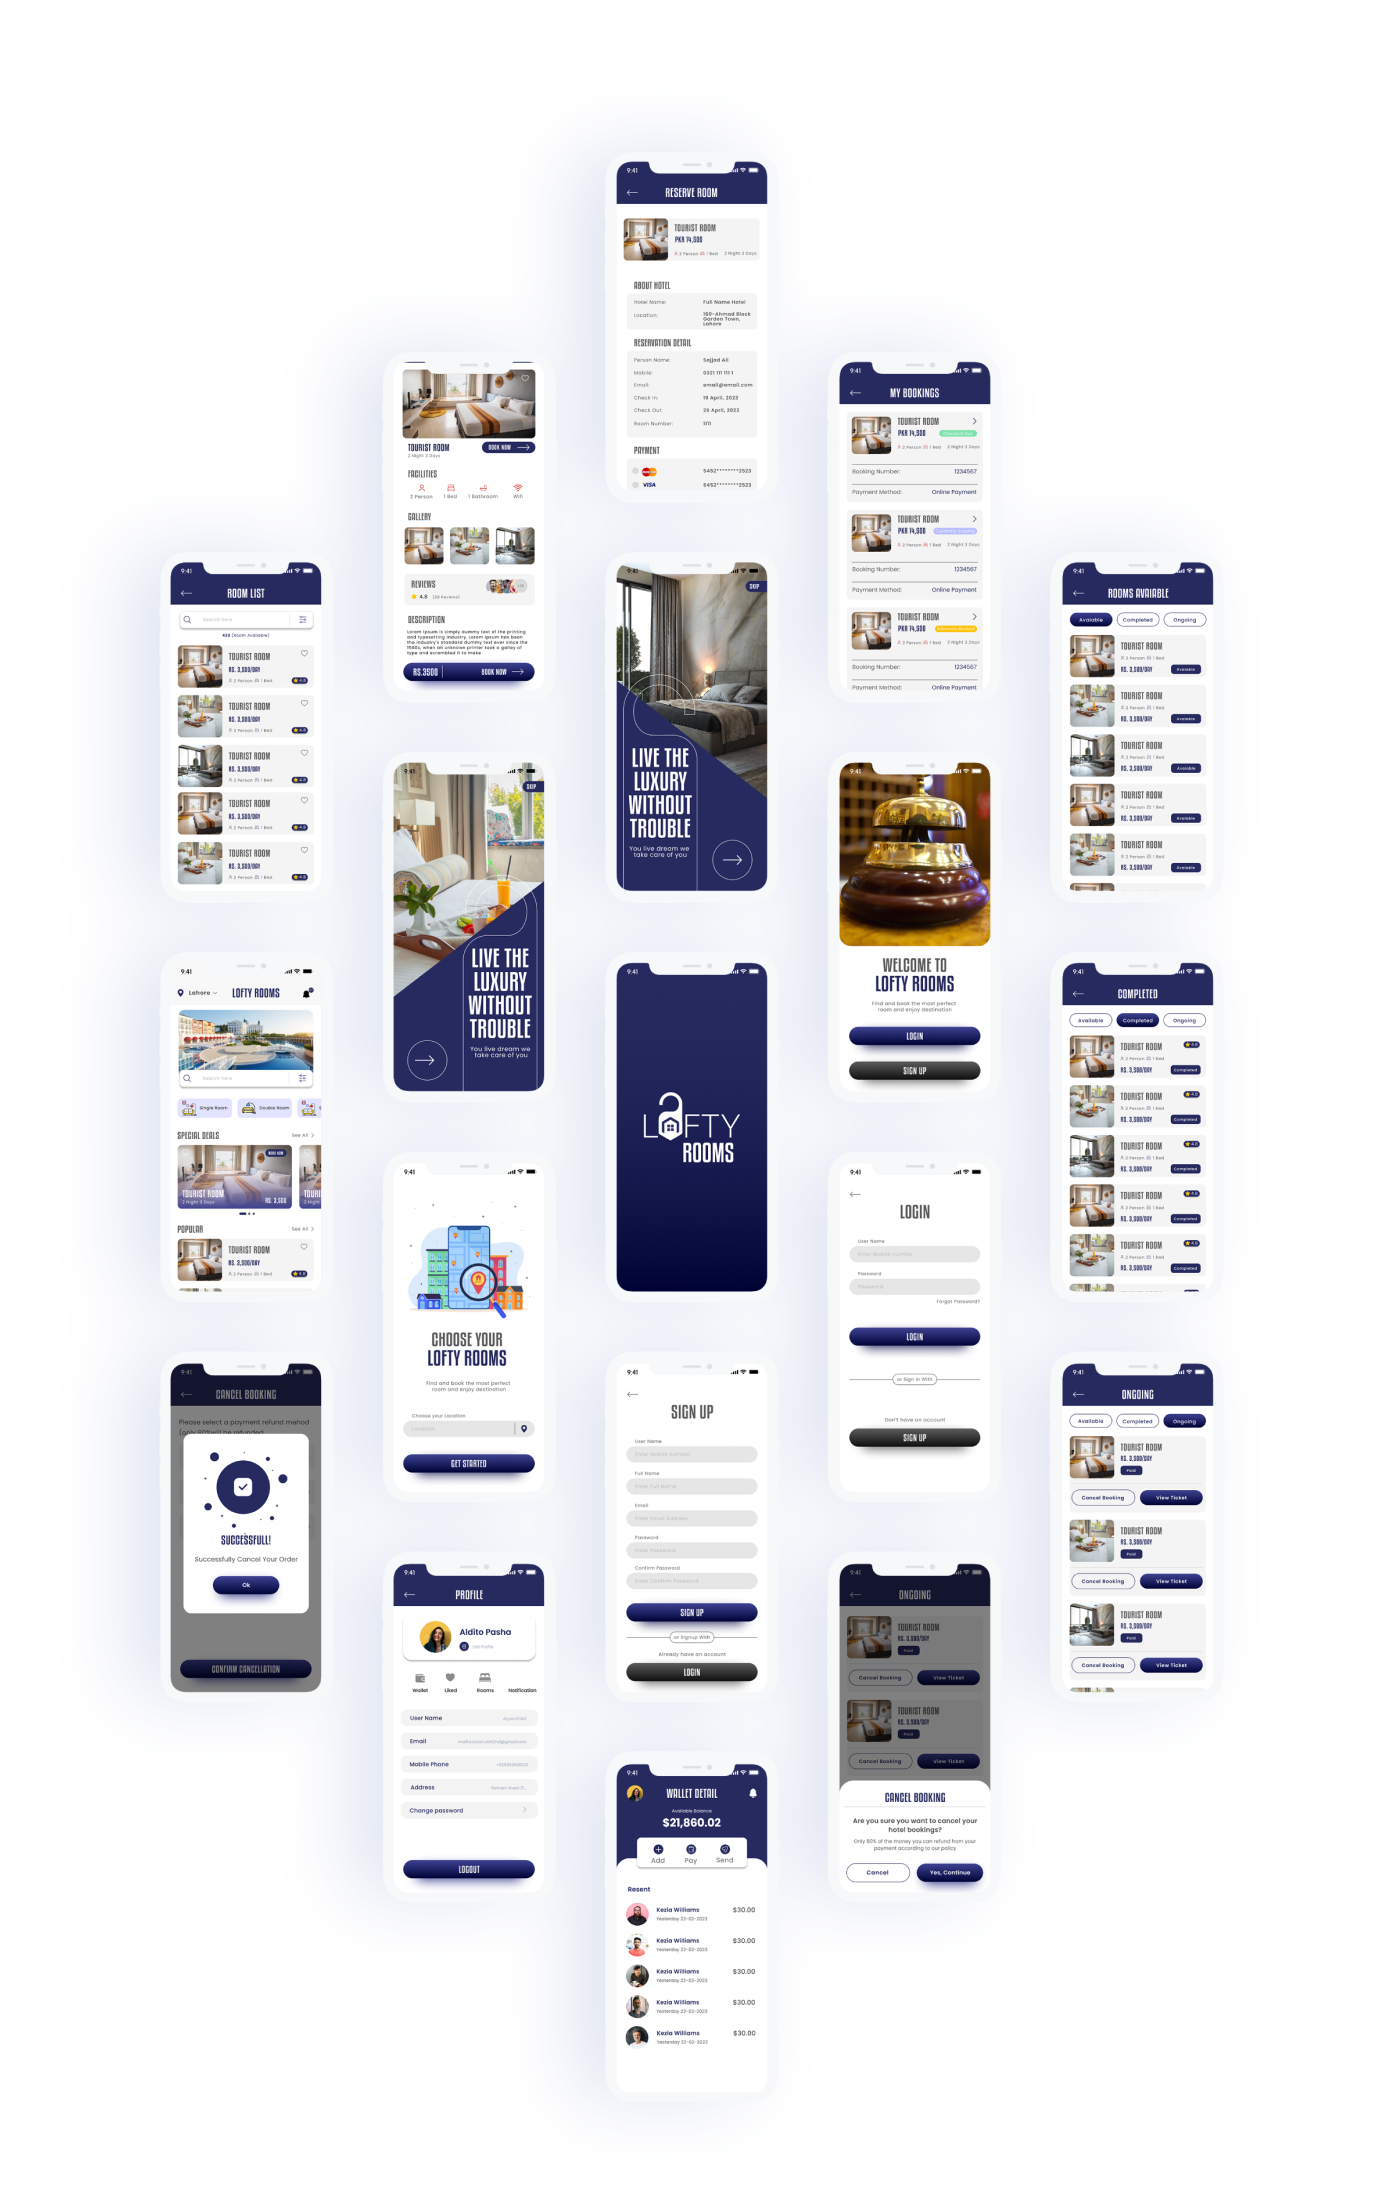 9:41
RESERVE ROOM
TOURIST ROOM
PKR 14,500
2 Person 1 Bed 2 Night 3 Days
ABOUT HOTEL
Hotel Name: Full Name Hotel
Location: 160-Ahmad Block
Garden Town,
Lahore
RESERVATION DETAIL
Person Name: Sajjad Ali
Mobile: 0321 111 111 1
Email: email@email.com
Check In: 19 April, 2023
Check Out: 20 April, 2023
Room Number: 1111
PAYMENT
5452********2523
VISA 5452********2523
TOURIST ROOM
2 Night 3 Days
BOOK NOW
FACILITIES
2 Person 1 Bed 1 Bathroom Wifi
GALLERY
REVIEWS
4.8
DESCRIPTION
Lorem Ipsum is simply dummy text of the printing
and typesetting industry. Lorem Ipsum has been
the industry's standard dummy text ever since the
1500s, when an unknown printer took a galley of
type and scrambled it to make
RS.3500 BOOK NOW
9:41
MY BOOKINGS
TOURIST ROOM
PKR 14,500
2 Person 1 Bed 2 Night 3 Days
Booking Number: 1234567
Payment Method: Online Payment
TOURIST ROOM
PKR 14,500
2 Person 1 Bed 2 Night 3 Days
Booking Number: 1234567
Payment Method: Online Payment
TOURIST ROOM
PKR 14,500
2 Person 1 Bed 2 Night 3 Days
Booking Number: 1234567
Payment Method: Online Payment
9:41
ROOM LIST
Search here
420 (Room Available)
TOURIST ROOM
RS. 3,500/DAY
2 Person 1 Bed 4.8
TOURIST ROOM
RS. 3,500/DAY
2 Person 1 Bed 4.8
TOURIST ROOM
RS. 3,500/DAY
2 Person 1 Bed 4.8
TOURIST ROOM
RS. 3,500/DAY
2 Person 1 Bed 4.8
TOURIST ROOM
RS. 3,500/DAY
2 Person 1 Bed 4.8
9:41
SKIP
LIVE THE
LUXURY
WITHOUT
TROUBLE
You live dream we
take care of you
9:41
ROOMS AVAIABLE
Available Completed Ongoing
TOURIST ROOM
2 Person 1 Bed
RS. 3,500/DAY Available
TOURIST ROOM
2 Person 1 Bed
RS. 3,500/DAY Available
TOURIST ROOM
2 Person 1 Bed
RS. 3,500/DAY Available
TOURIST ROOM
2 Person 1 Bed
RS. 3,500/DAY Available
TOURIST ROOM
2 Person 1 Bed
RS. 3,500/DAY Available
9:41
SKIP
LIVE THE
LUXURY
WITHOUT
TROUBLE
You live dream we
take care of you
9:41
WELCOME TO
LOFTY ROOMS
Find and book the most perfect
room and enjoy destination
LOGIN
SIGN UP
9:41
Lahore LOFTY ROOMS
Search here
Single Room Double Room
SPECIAL DEALS See All
BOOK NOW
TOURIST ROOM TOURI
2 Night 3 Days RS. 3,500 2 Night
POPULAR See All
TOURIST ROOM
RS. 3,500/DAY
2 Person 1 Bed 4.8
9:41
LOFTY
ROOMS
9:41
COMPLETED
Available Completed Ongoing
TOURIST ROOM 4.8
2 Person 1 Bed
RS. 3,500/DAY Completed
TOURIST ROOM 4.8
2 Person 1 Bed
RS. 3,500/DAY Completed
TOURIST ROOM 4.8
2 Person 1 Bed
RS. 3,500/DAY Completed
TOURIST ROOM 4.8
2 Person 1 Bed
RS. 3,500/DAY Completed
TOURIST ROOM 4.8
2 Person 1 Bed
RS. 3,500/DAY Completed
9:41
CHOOSE YOUR
LOFTY ROOMS
Find and book the most perfect
room and enjoy destination
Choose your Location
Location
GET STARTED
9:41
LOGIN
User Name
Enter Mobile number
Password
Password
Forgot Password?
LOGIN
or Sign in With
Don't have an account
SIGN UP
9:41
CANCEL BOOKING
Please select a payment refund mehod
(only 80%will be refunded
SUCCESSFULL!
Successfully Cancel Your Order
Ok
CONFIRM CANCELLATION
9:41
SIGN UP
User Name
Enter Mobile number
Full Name
Enter Full Name
Email
Enter Email Address
Password
Enter Password
Confirm Password
Enter Confirm Password
SIGN UP
or Signup With
Already have an account
LOGIN
9:41
ONGOING
Available Completed Ongoing
TOURIST ROOM
RS. 3,500/DAY
Paid
Cancel Booking View Ticket
TOURIST ROOM
RS. 3,500/DAY
Paid
Cancel Booking View Ticket
TOURIST ROOM
RS. 3,500/DAY
Paid
Cancel Booking View Ticket
9:41
PROFILE
Aldito Pasha
Edit Profile
Wallet Liked Rooms Notification
User Name
Email
Mobile Phone
Address
Change password
LOGOUT
9:41
ONGOING
TOURIST ROOM
RS. 3,500/DAY
Paid
Cancel Booking View Ticket
TOURIST ROOM
RS. 3,500/DAY
Paid
Cancel Booking View Ticket
CANCEL BOOKING
Are you sure you want to cancel your
hotel bookings?
Only 80% of the money you can refund from your
payment according to our policy
Cancel Yes, Continue
9:41
WALLET DETAIL
Available Balance
$21,860.02
Add Pay Send
Resent
Kezia Williams $30.00
Yesterday 22-02-2023
Kezia Williams $30.00
Yesterday 22-02-2023
Kezia Williams $30.00
Yesterday 22-02-2023
Kezia Williams $30.00
Yesterday 22-02-2023
Kezia Williams $30.00
Yesterday 22-02-2023